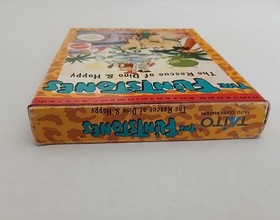 The Rescue of Dino & Hoppy
THE FLINTSTONES
THE FLINTSTONES
The Rescue of Dino & Hoppy
TAITO